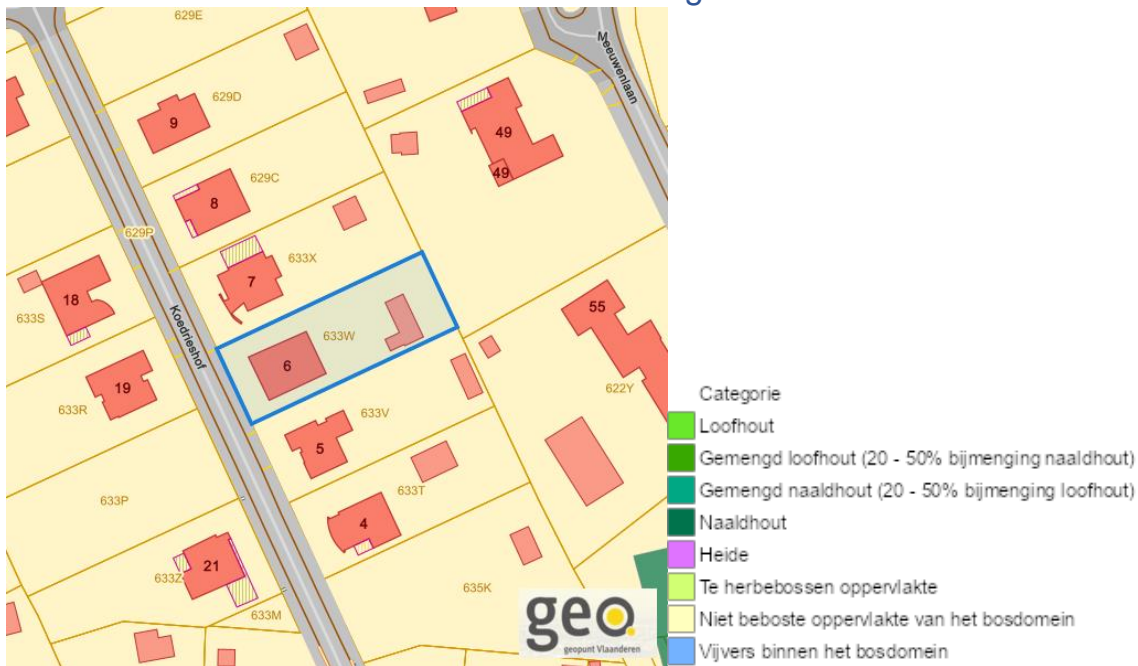 629E
Meeuwenlaan
629D
9
49
49
629C
8
629P
633X
7
18
633S
Koedrieshof
633W
6
55
19
633R
622Y
633V
5
633P
633T
4
21
633Z
635K
633M
geo.
geopunt Vlaanderen
Categorie
Loofhout
Gemengd loofhout (20 - 50% bijmenging naaldhout)
Gemengd naaldhout (20 - 50% bijmenging loofhout)
Naaldhout
Heide
Te herbebossen oppervlakte
Niet beboste oppervlakte van het bosdomein
Vijvers binnen het bosdomein